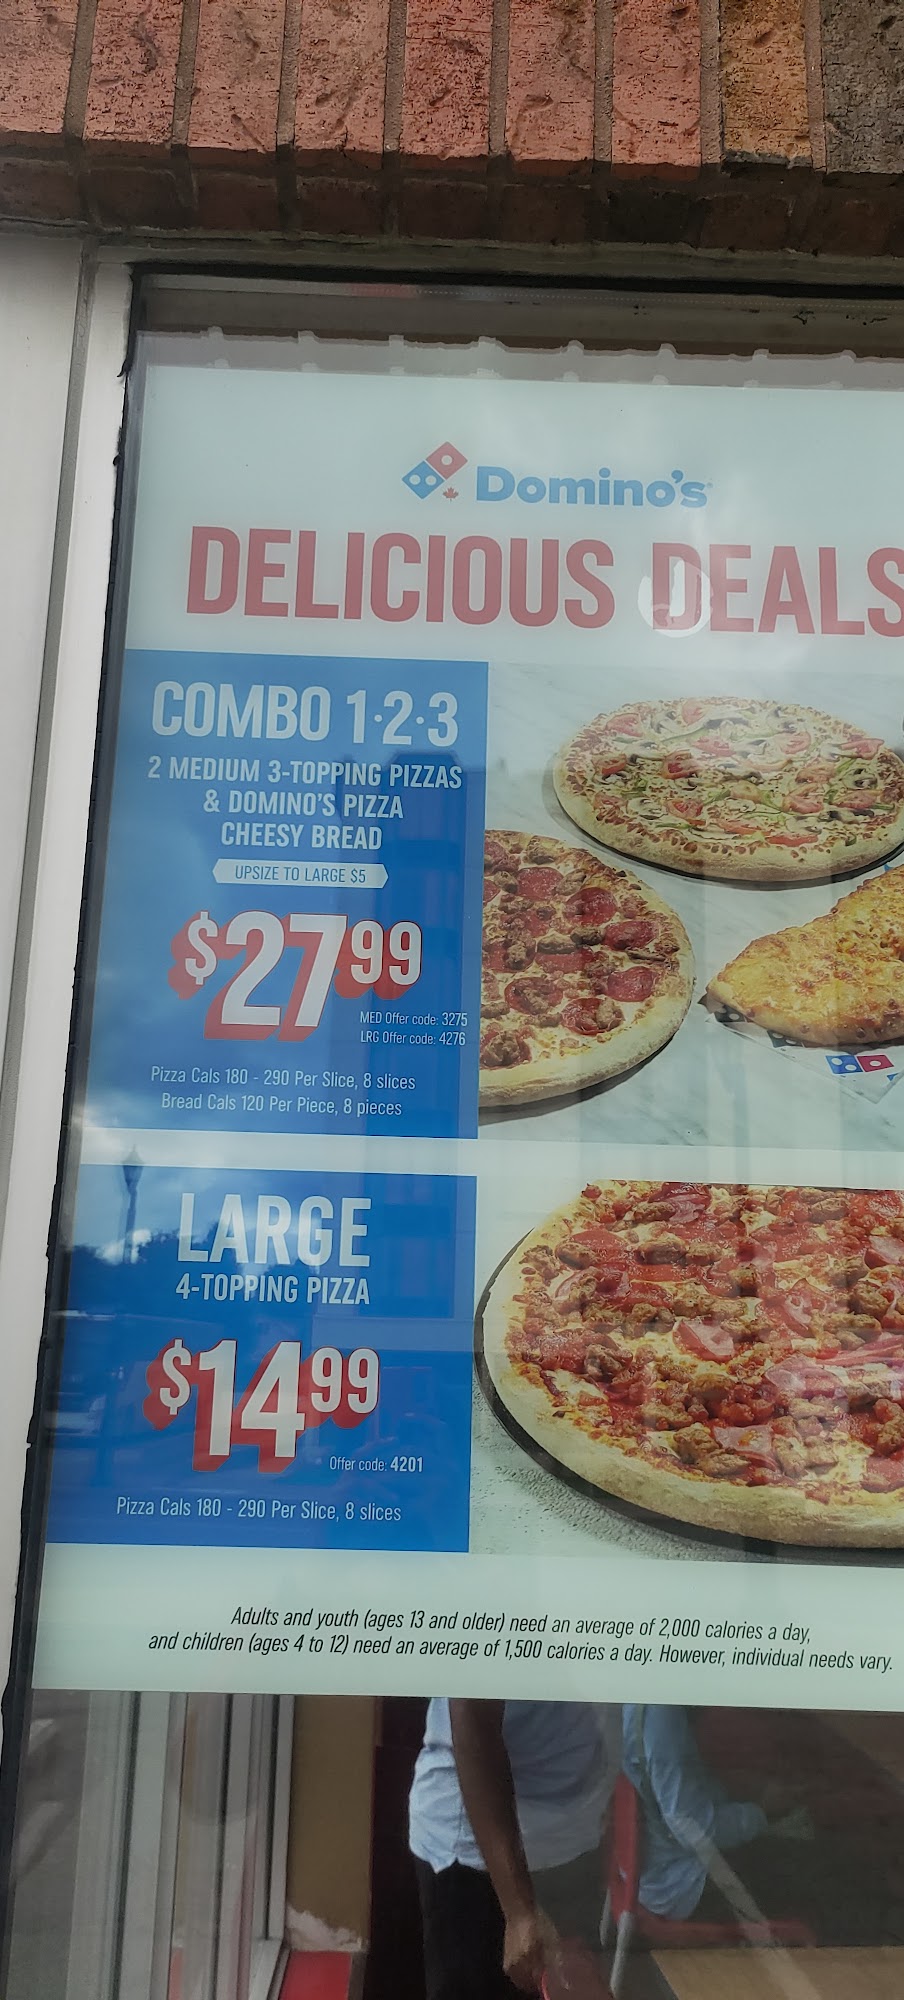 Domino's
DELICIOUS DEALS
COMBO 1·2·3
2 MEDIUM 3-TOPPING PIZZAS
& DOMINO'S PIZZA
CHEESY BREAD
UPSIZE TO LARGE $5
$27 99
MED Offer code: 3275
LRG Offer code: 4276
Pizza Cals 180 - 290 Per Slice, 8 slices
Bread Cals 120 Per Piece, 8 pieces
LARGE
4-TOPPING PIZZA
$14 99
Offer code: 4201
Pizza Cals 180 - 290 Per Slice, 8 slices
Adults and youth (ages 13 and older) need an average of 2,000 calories a day,
and children (ages 4 to 12) need an average of 1,500 calories a day. However, individual needs vary.